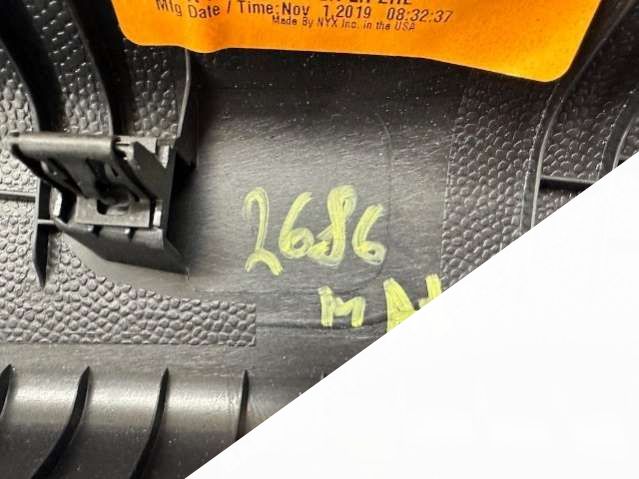 Mfg Date / Time:Nov 1,2019 08:32:37
Made By NYX Inc. in the USA
2686